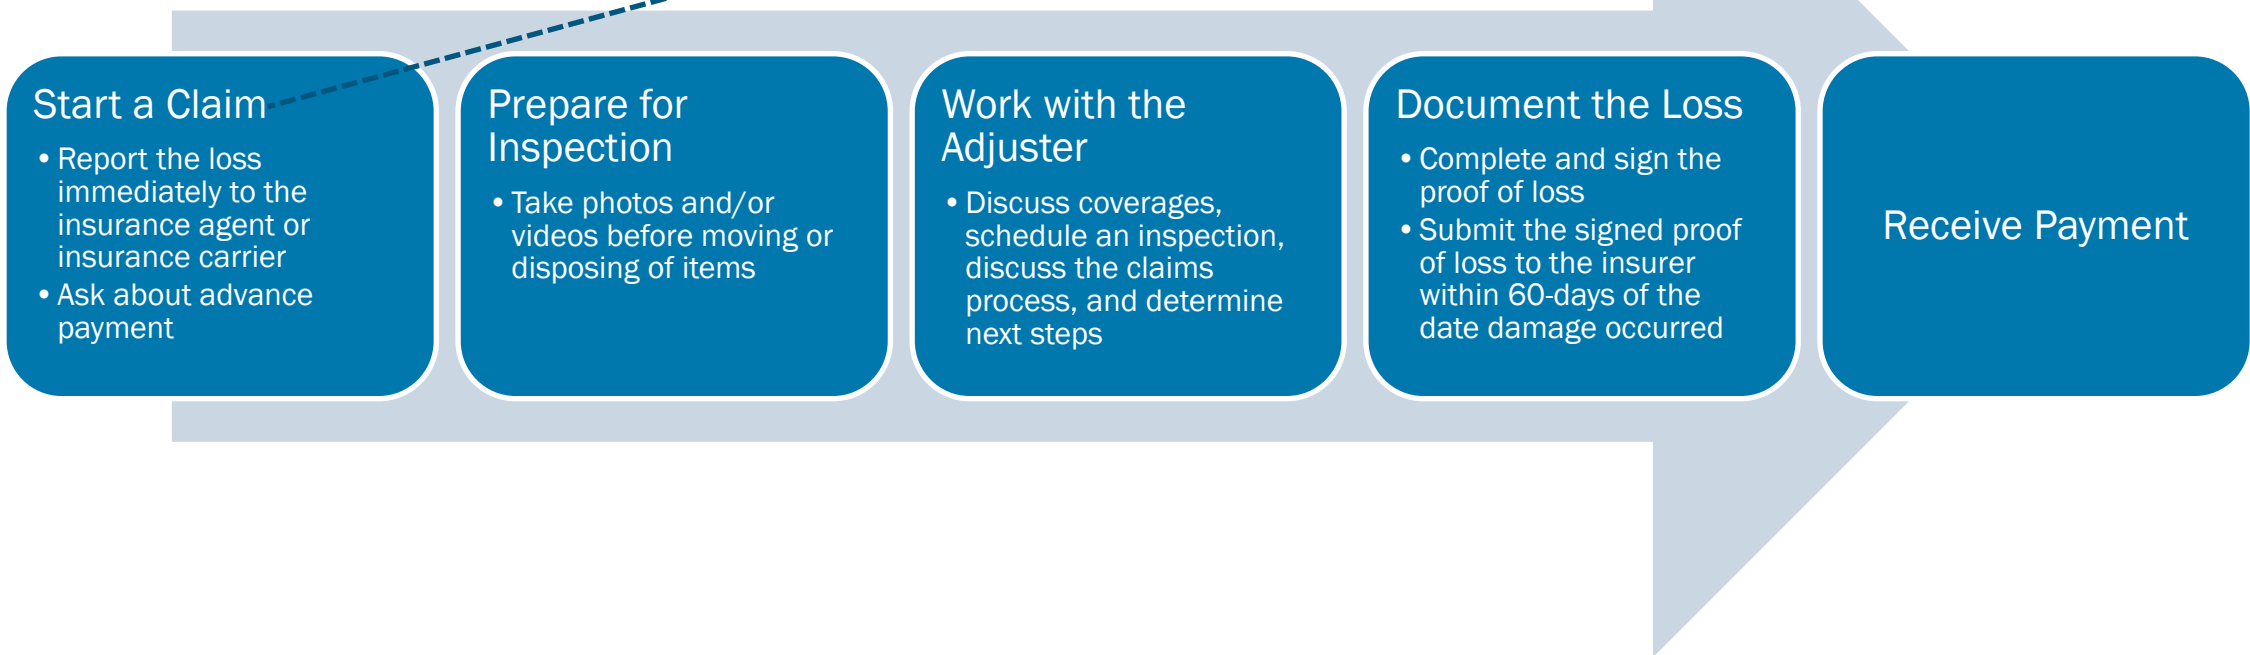 Start a Claim
• Report the loss
immediately to the
insurance agent or
insurance carrier
• Ask about advance
payment
Prepare for
Inspection
• Take photos and/or
videos before moving or
disposing of items
Work with the
Adjuster
• Discuss coverages,
schedule an inspection,
discuss the claims
process, and determine
next steps
Document the Loss
• Complete and sign the
proof of loss
• Submit the signed proof
of loss to the insurer
within 60-days of the
date damage occurred
Receive Payment